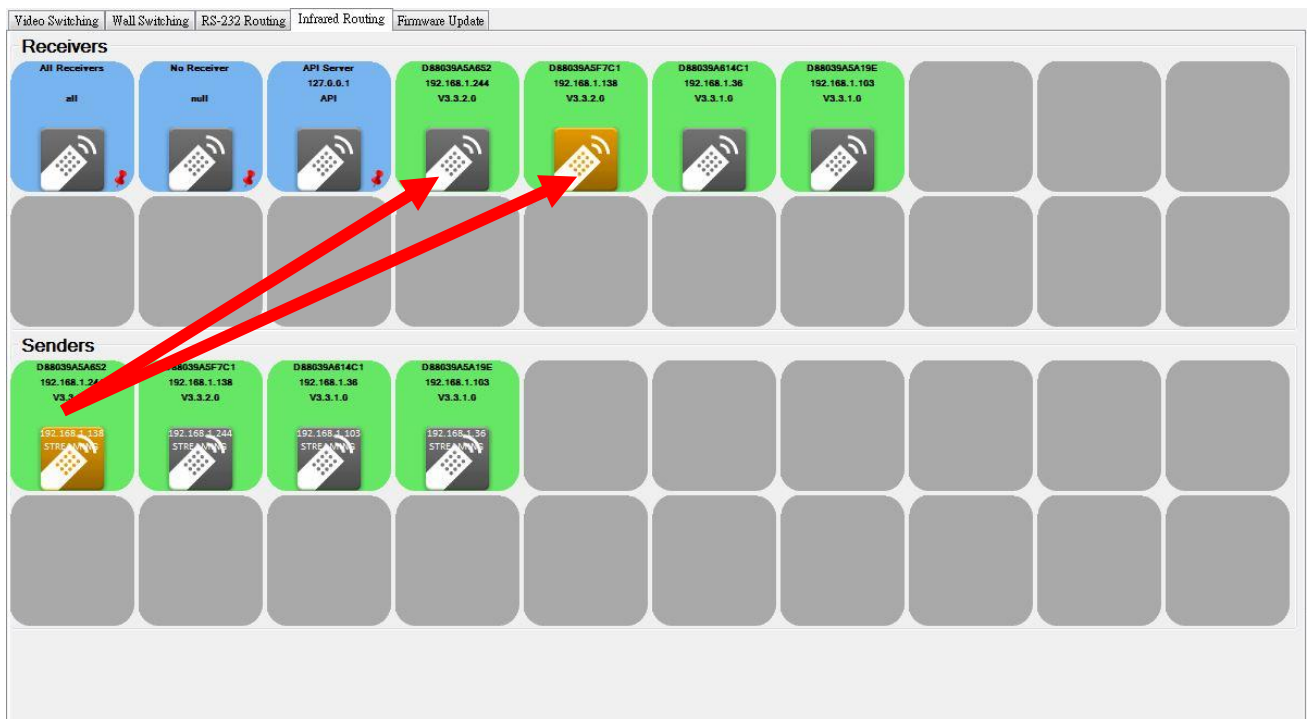 Video Switching Wall Switching RS-232 Routing Infrared Routing Firmware Update
Receivers
All Receivers
all
No Receiver
null
API Server
127.0.0.1
API
D88039A5A652
192.168.1.244
V3.3.2.0
D88039A5F7C1
192.168.1.138
V3.3.2.0
D88039A614C1
192.168.1.36
V3.3.1.0
D88039A5A19E
192.168.1.103
V3.3.1.0
Senders
D88039A5A652
192.168.1.138
STREAMING
192.168.1.138
V3.3.2.0
192.168.1.244
STREAMING
D88039A614C1
192.168.1.36
V3.3.1.0
192.168.1.103
STREAMING
D88039A5A19E
192.168.1.103
V3.3.1.0
192.168.1.36
STREAMING